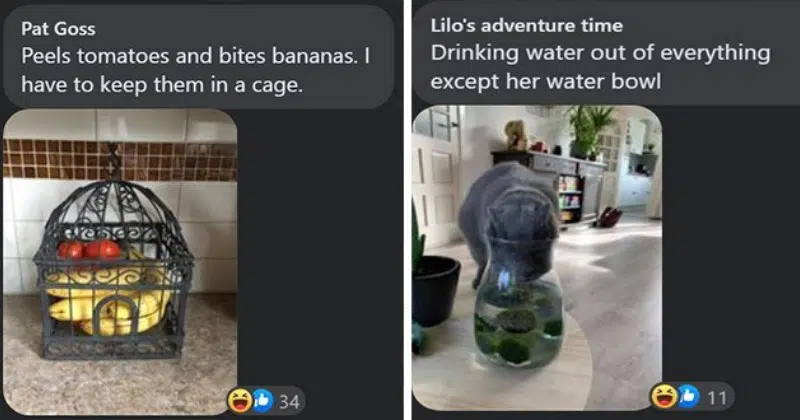 Pat Goss
Peels tomatoes and bites bananas. I
have to keep them in a cage.
34
Lilo's adventure time
Drinking water out of everything
except her water bowl
11